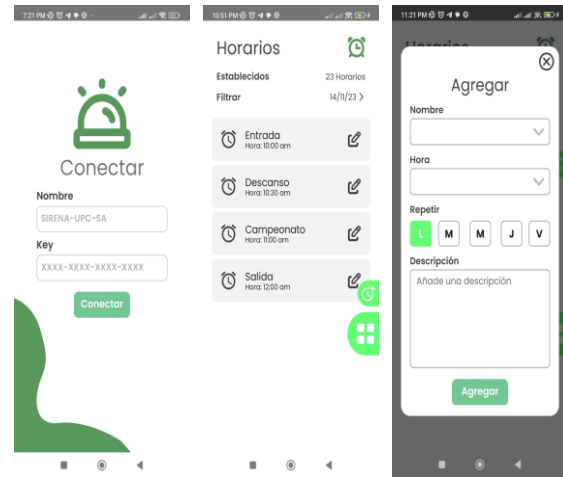 7:21 PM
Conectar
Nombre
SIRENA-UPC-SA
Key
XXXX-XXXX-XXXX-XXXX
Conectar
10:51 PM
Horarios
Establecidos 23 Horarios
Filtrar 14/11/23 >
Entrada
Hora: 10:00 am
Descanso
Hora: 10:30 am
Campeonato
Hora: 11:00 am
Salida
Hora: 12:00 am
11:21 PM
Horarios
Agregar
Nombre
Hora
Repetir
L M M J V
Descripción
Añade una descripción
Agregar